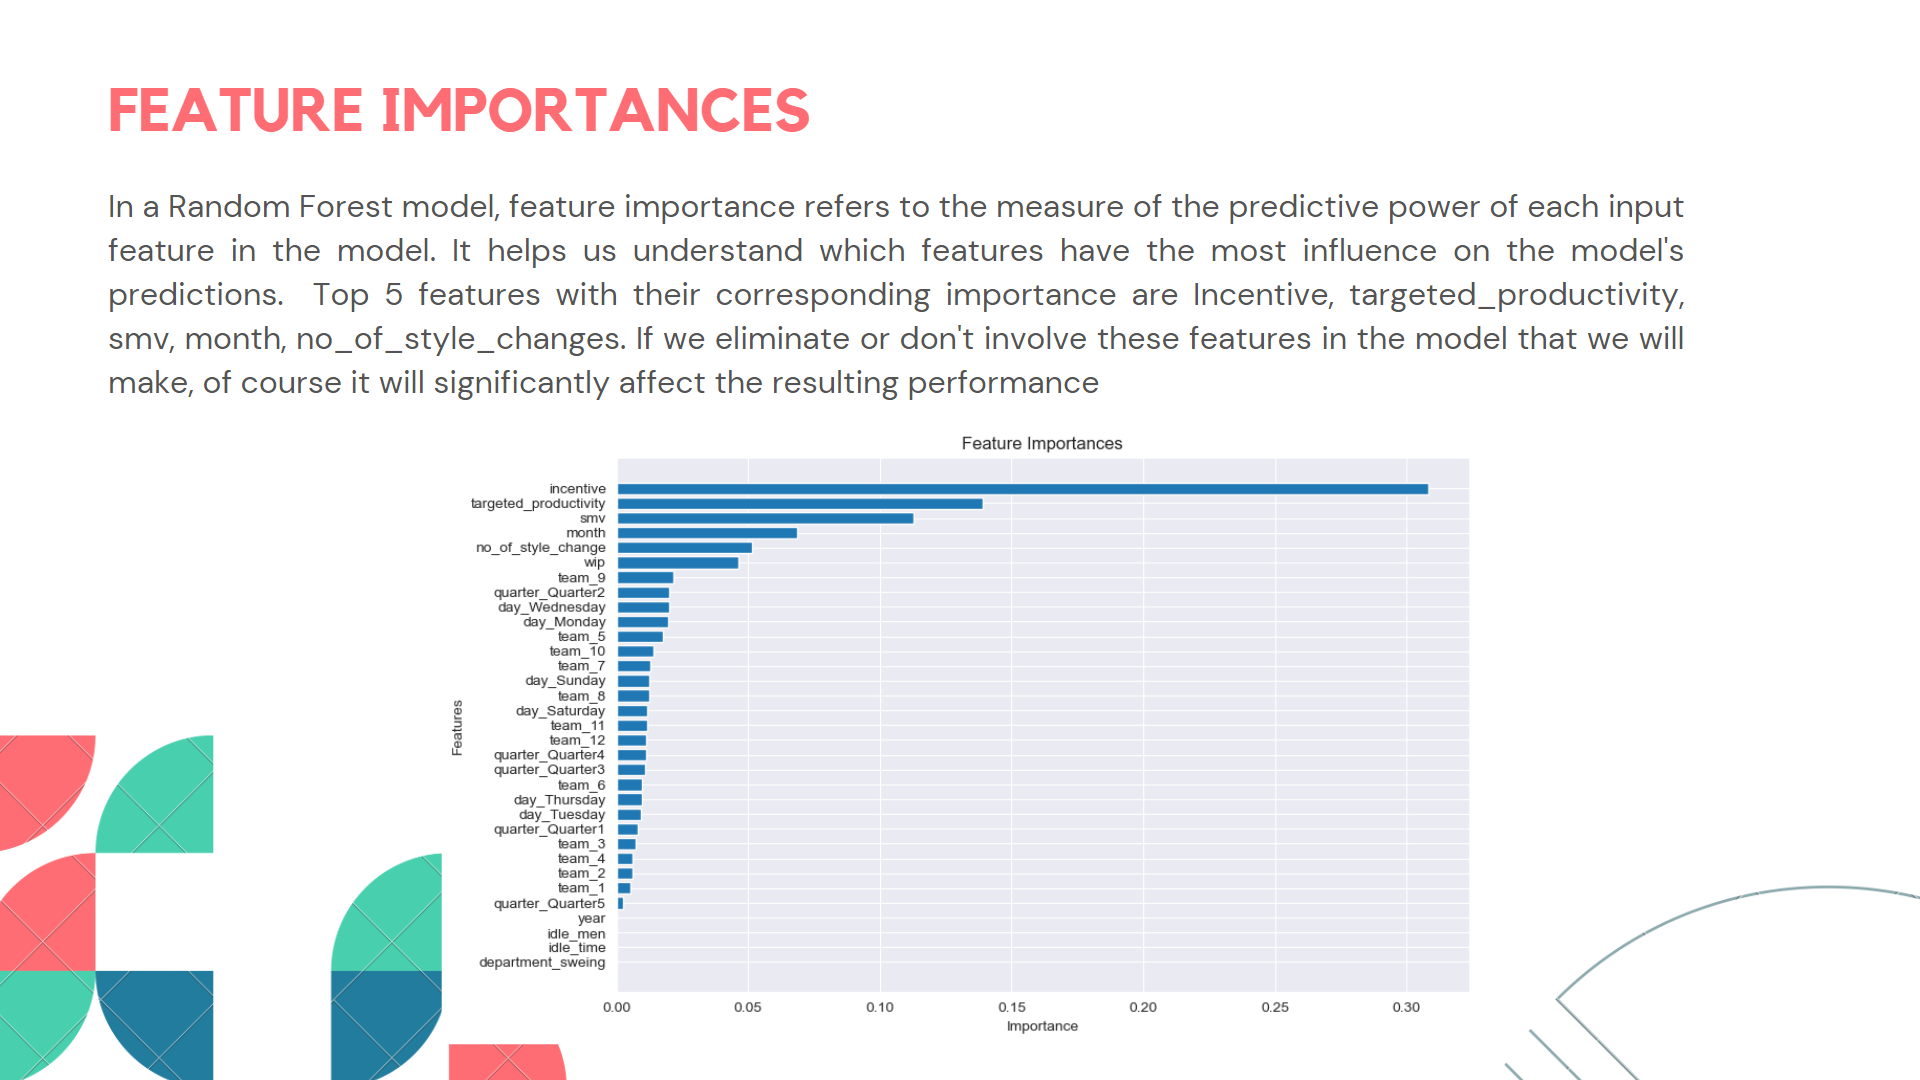 FEATURE IMPORTANCES
In a Random Forest model, feature importance refers to the measure of the predictive power of each input
feature in the model. It helps us understand which features have the most influence on the model's
predictions.  Top 5 features with their corresponding importance are Incentive, targeted_productivity,
smv, month, no_of_style_changes. If we eliminate or don't involve these features in the model that we will
make, of course it will significantly affect the resulting performance
Feature Importances
incentive
targeted_productivity
smv
month
no_of_style_change
wip
team_9
quarter_Quarter2
day_Wednesday
day_Monday
team_5
team_10
team_7
day_Sunday
team_8
day_Saturday
team_11
team_12
quarter_Quarter4
quarter_Quarter3
team_6
day_Thursday
day_Tuesday
quarter_Quarter1
team_3
team_4
team_2
team_1
quarter_Quarter5
year
idle_men
idle_time
department_sweing
Features
0.00 0.05 0.10 0.15 0.20 0.25 0.30
Importance